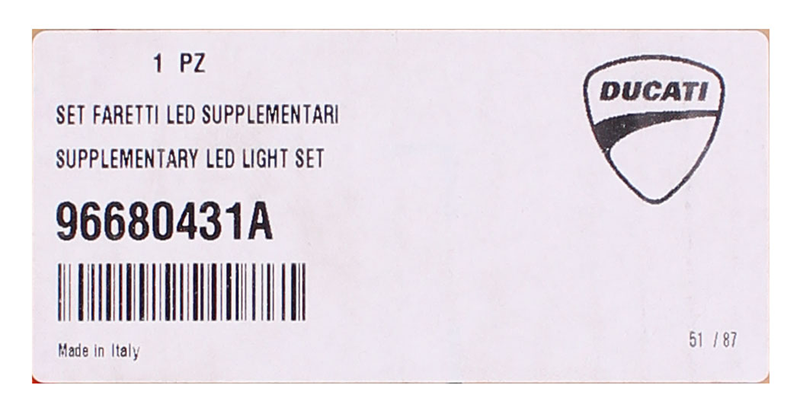 1 PZ
DUCATI
SET FARETTI LED SUPPLEMENTARI
SUPPLEMENTARY LED LIGHT SET
96680431A
Made in Italy
51 / 87